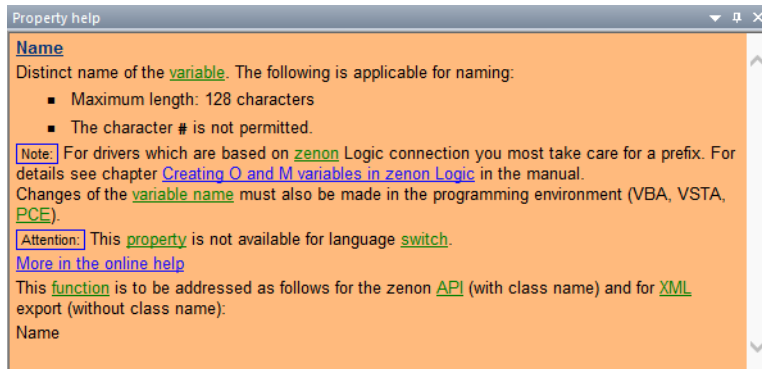 Property help
Name
Distinct name of the variable. The following is applicable for naming:
▪ Maximum length: 128 characters
▪ The character # is not permitted.
Note: For drivers which are based on zenon Logic connection you most take care for a prefix. For
details see chapter Creating O and M variables in zenon Logic in the manual.
Changes of the variable name must also be made in the programming environment (VBA, VSTA,
PCE).
Attention: This property is not available for language switch.
More in the online help
This function is to be addressed as follows for the zenon API (with class name) and for XML
export (without class name):
Name